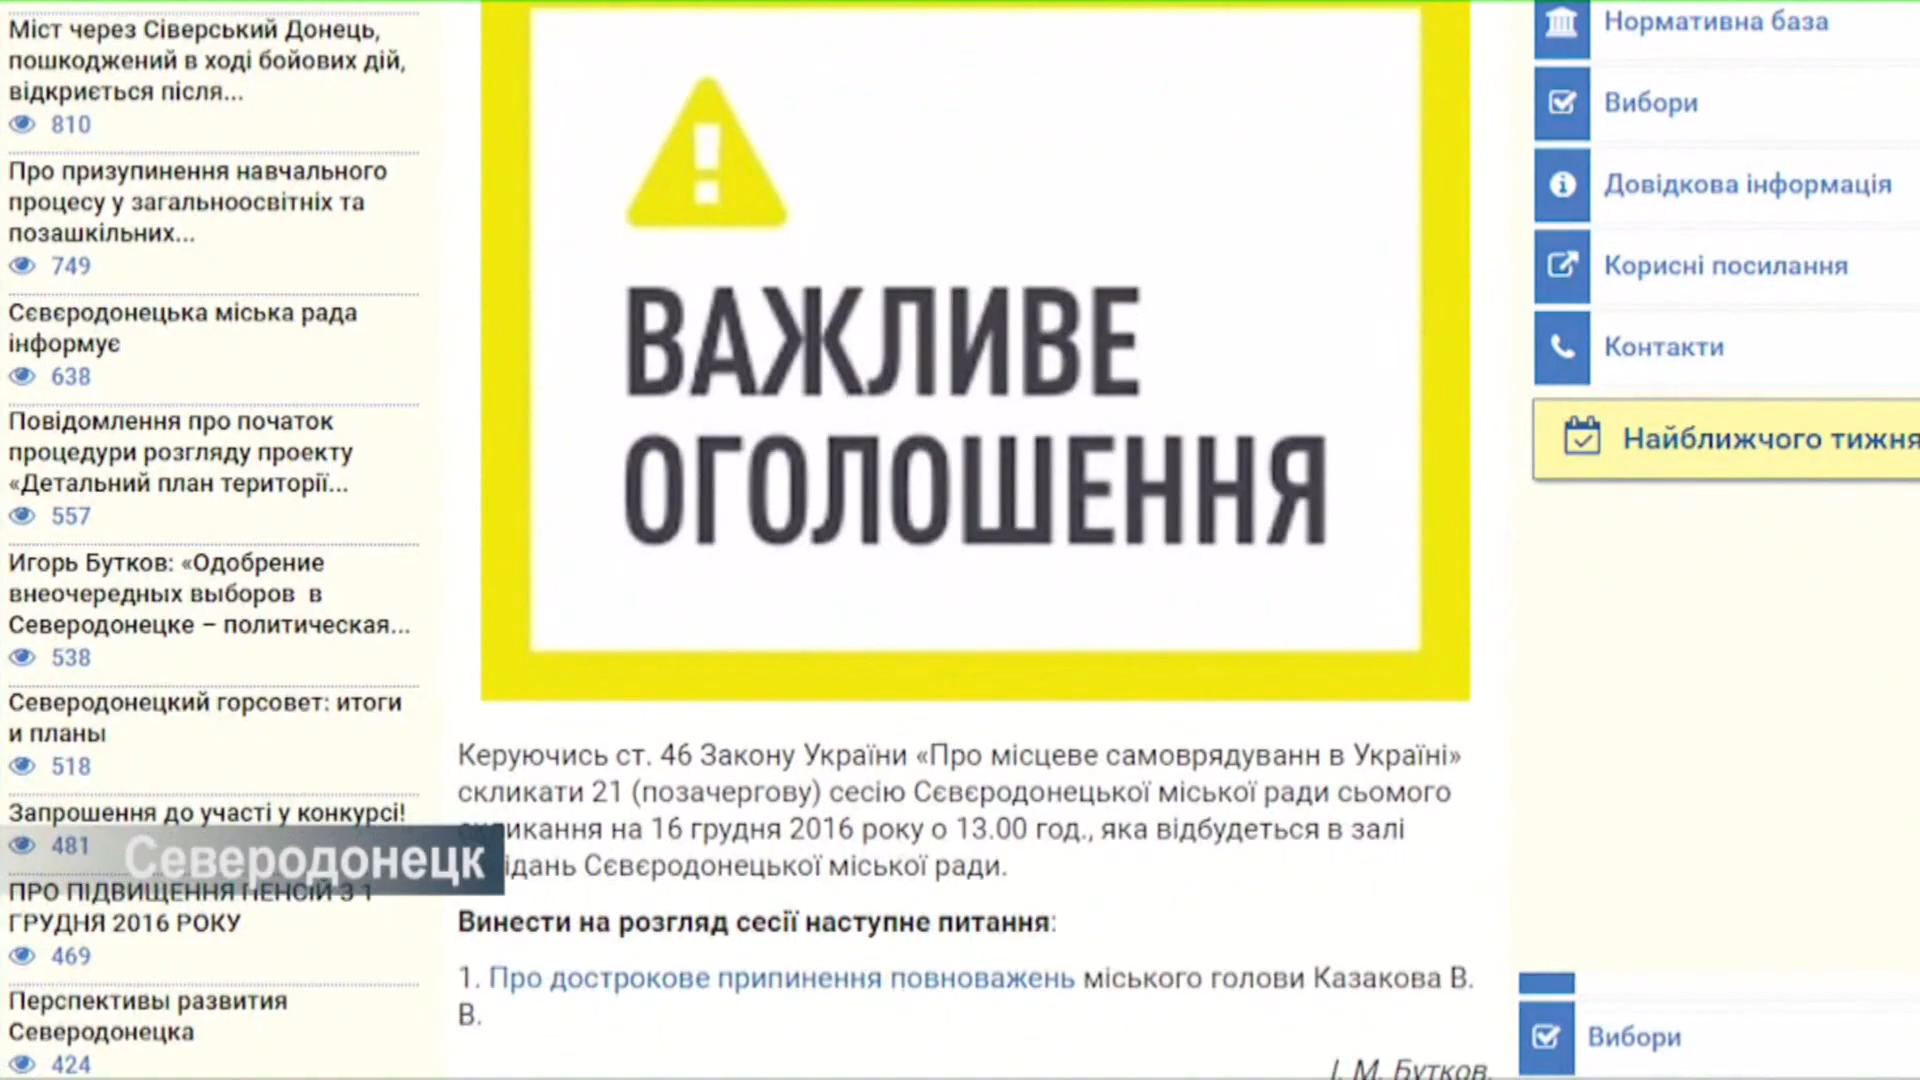 Міст через Сіверський Донець,
пошкоджений в ході бойових дій,
відкриється після...
810
Про призупинення навчального
процесу у загальноосвітніх та
позашкільних...
749
Сєвєродонецька міська рада
інформує
638
Повідомлення про початок
процедури розгляду проекту
«Детальний план території...
557
Игорь Бутков: «Одобрение
внеочередных выборов в
Северодонецке – политическая...
538
Северодонецкий горсовет: итоги
и планы
518
Запрошення до участі у конкурсі!
481
ПРО ПІДВИЩЕННЯ ПЕНСІЙ З 1
ГРУДНЯ 2016 РОКУ
469
Перспективы развития
Северодонецка
424
Северодонецк
ВАЖЛИВЕ
ОГОЛОШЕННЯ
Керуючись ст. 46 Закону України «Про місцеве самоврядуванн в Україні»
скликати 21 (позачергову) сесію Сєвєродонецької міської ради сьомого
на 16 грудня 2016 року о 13.00 год., яка відбудеться в залі
Сєвєродонецької міської ради.
Винести на розгляд сесії наступне питання:
1. Про дострокове припинення повноважень міського голови Казакова В.
В.
І. М. Бутков.
Нормативна база
Вибори
Довідкова інформація
Корисні посилання
Контакти
Найближчого тижня
Вибори